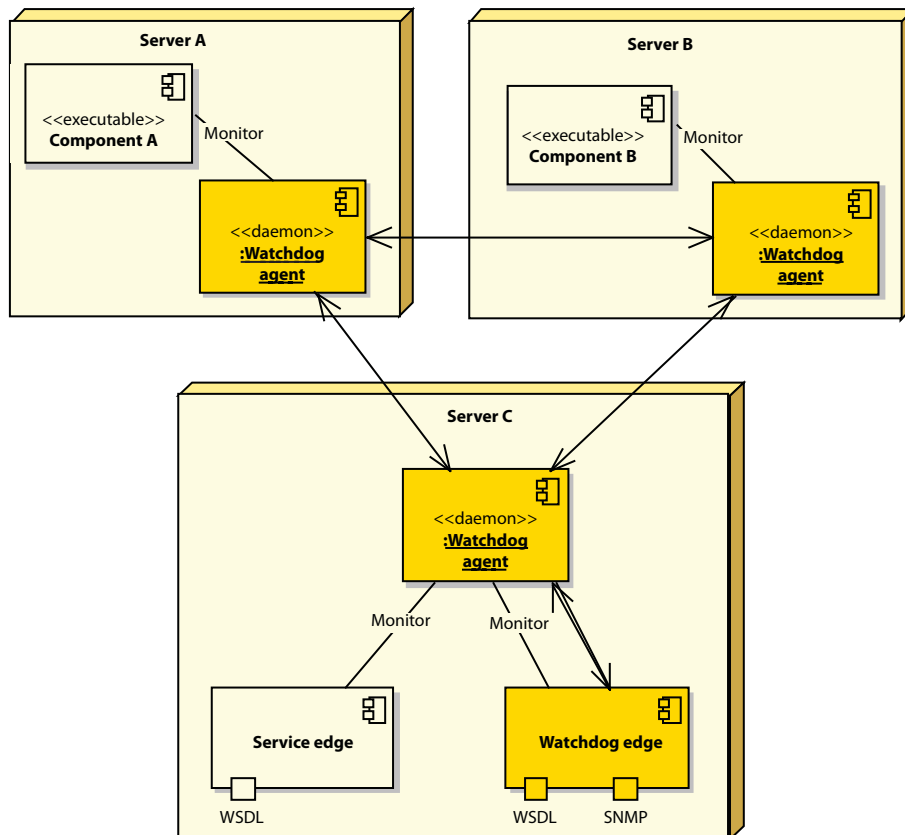 Server A
<<executable>>
Component A
Monitor
<<daemon>>
:Watchdog
agent
Server B
<<executable>>
Component B
Monitor
<<daemon>>
:Watchdog
agent
Server C
<<daemon>>
:Watchdog
agent
Monitor
Monitor
Service edge
WSDL
Watchdog edge
WSDL
SNMP